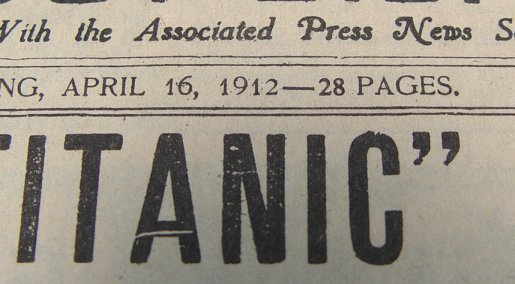 With the Associated Press News S
NG, APRIL 16, 1912—28 PAGES.
TITANIC”